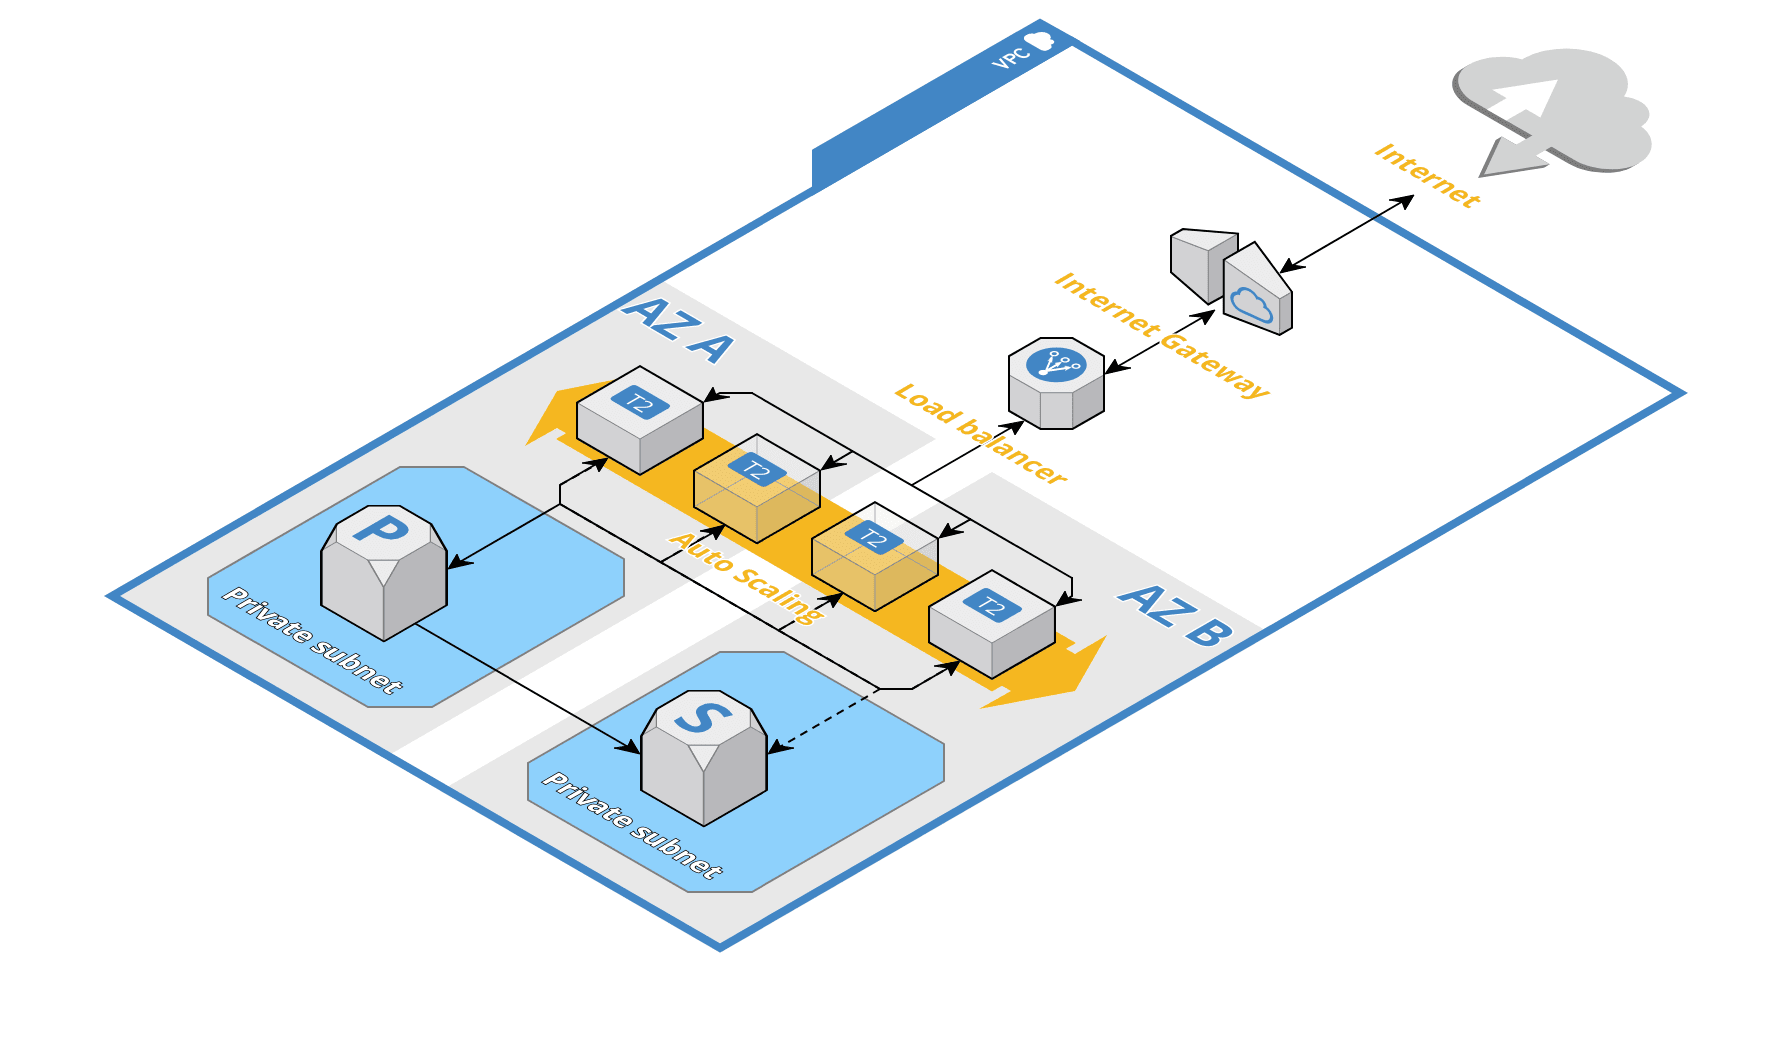 VPC
Internet
Internet Gateway
Load balancer
AZ A
T2
T2
T2
T2
Auto Scaling
AZ B
P
Private subnet
S
Private subnet